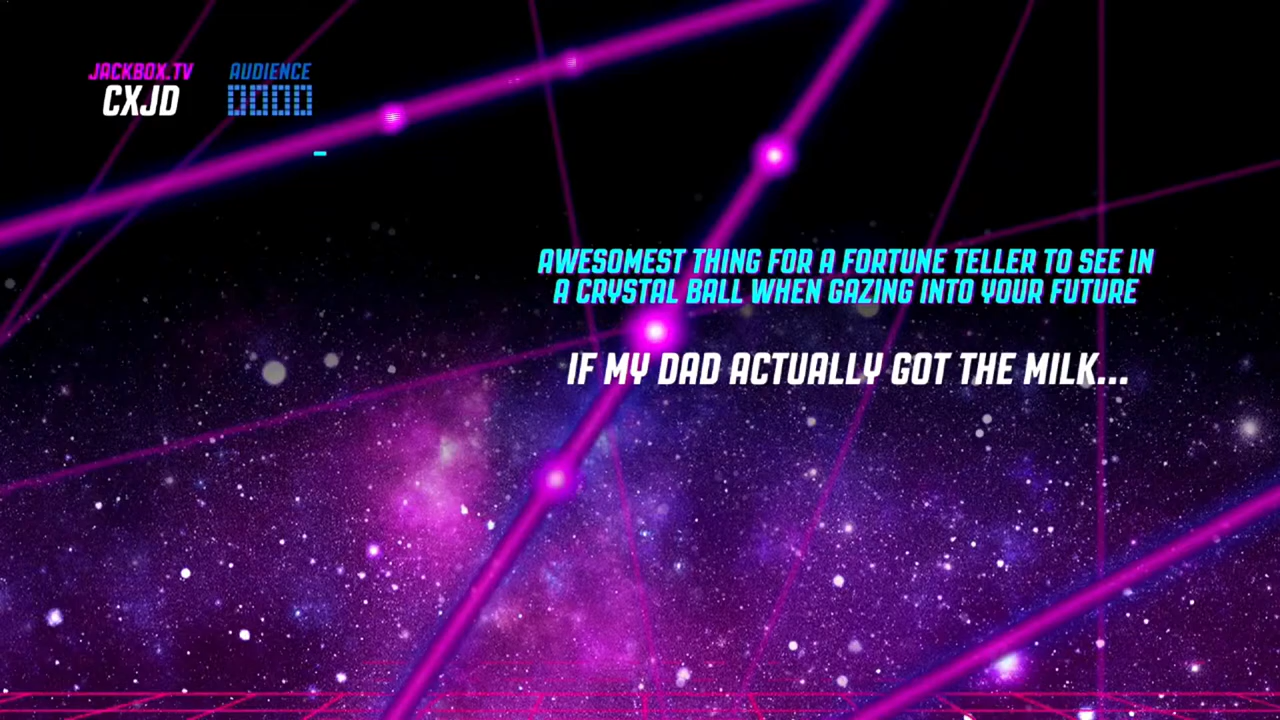 JACKBOX.TV
CXJD
AUDIENCE
0000
AWESOMEST THING FOR A FORTUNE TELLER TO SEE IN
A CRYSTAL BALL WHEN GAZING INTO YOUR FUTURE
IF MY DAD ACTUALLY GOT THE MILK...